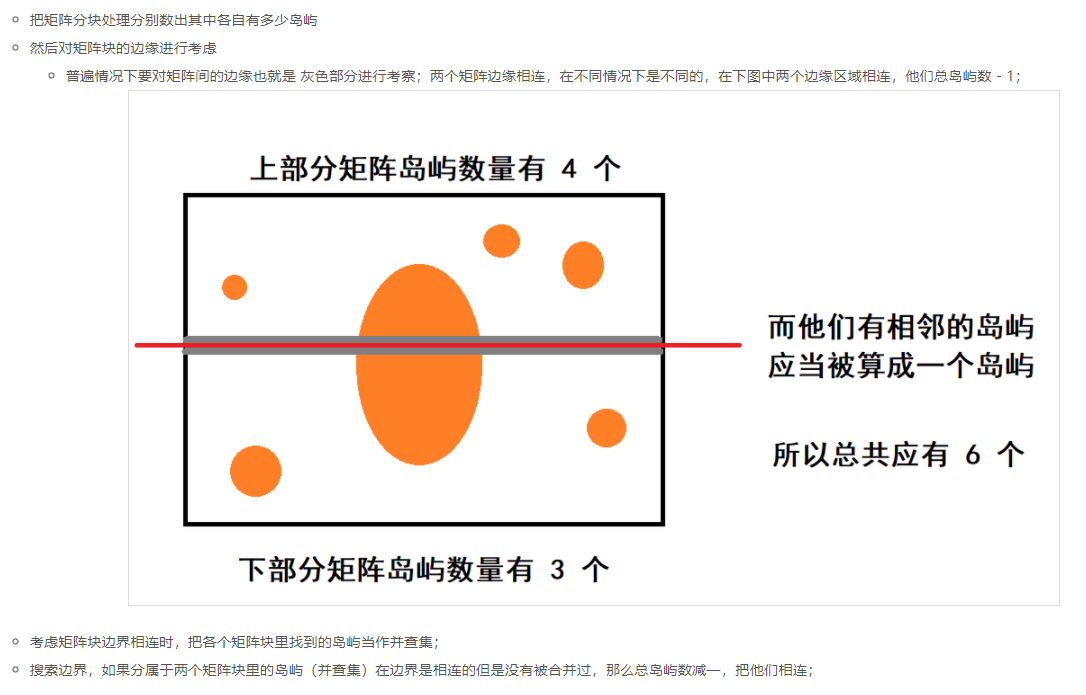 把矩阵分块处理分别数出其中各自有多少岛屿
然后对矩阵块的边缘进行考虑
普遍情况下要对矩阵间的边缘也就是 灰色部分进行考察；两个矩阵边缘相连，在不同情况下是不同的，在下图中两个边缘区域相连，他们总岛屿数 - 1；
上部分矩阵岛屿数量有 4 个
而他们有相邻的岛屿
应当被算成一个岛屿
所以总共应有 6 个
下部分矩阵岛屿数量有 3 个
考虑矩阵块边界相连时，把各个矩阵块里找到的岛屿当作并查集；
搜索边界，如果分属于两个矩阵块里的岛屿（并查集）在边界是相连的但是没有被合并过，那么总岛屿数减一，把他们相连；